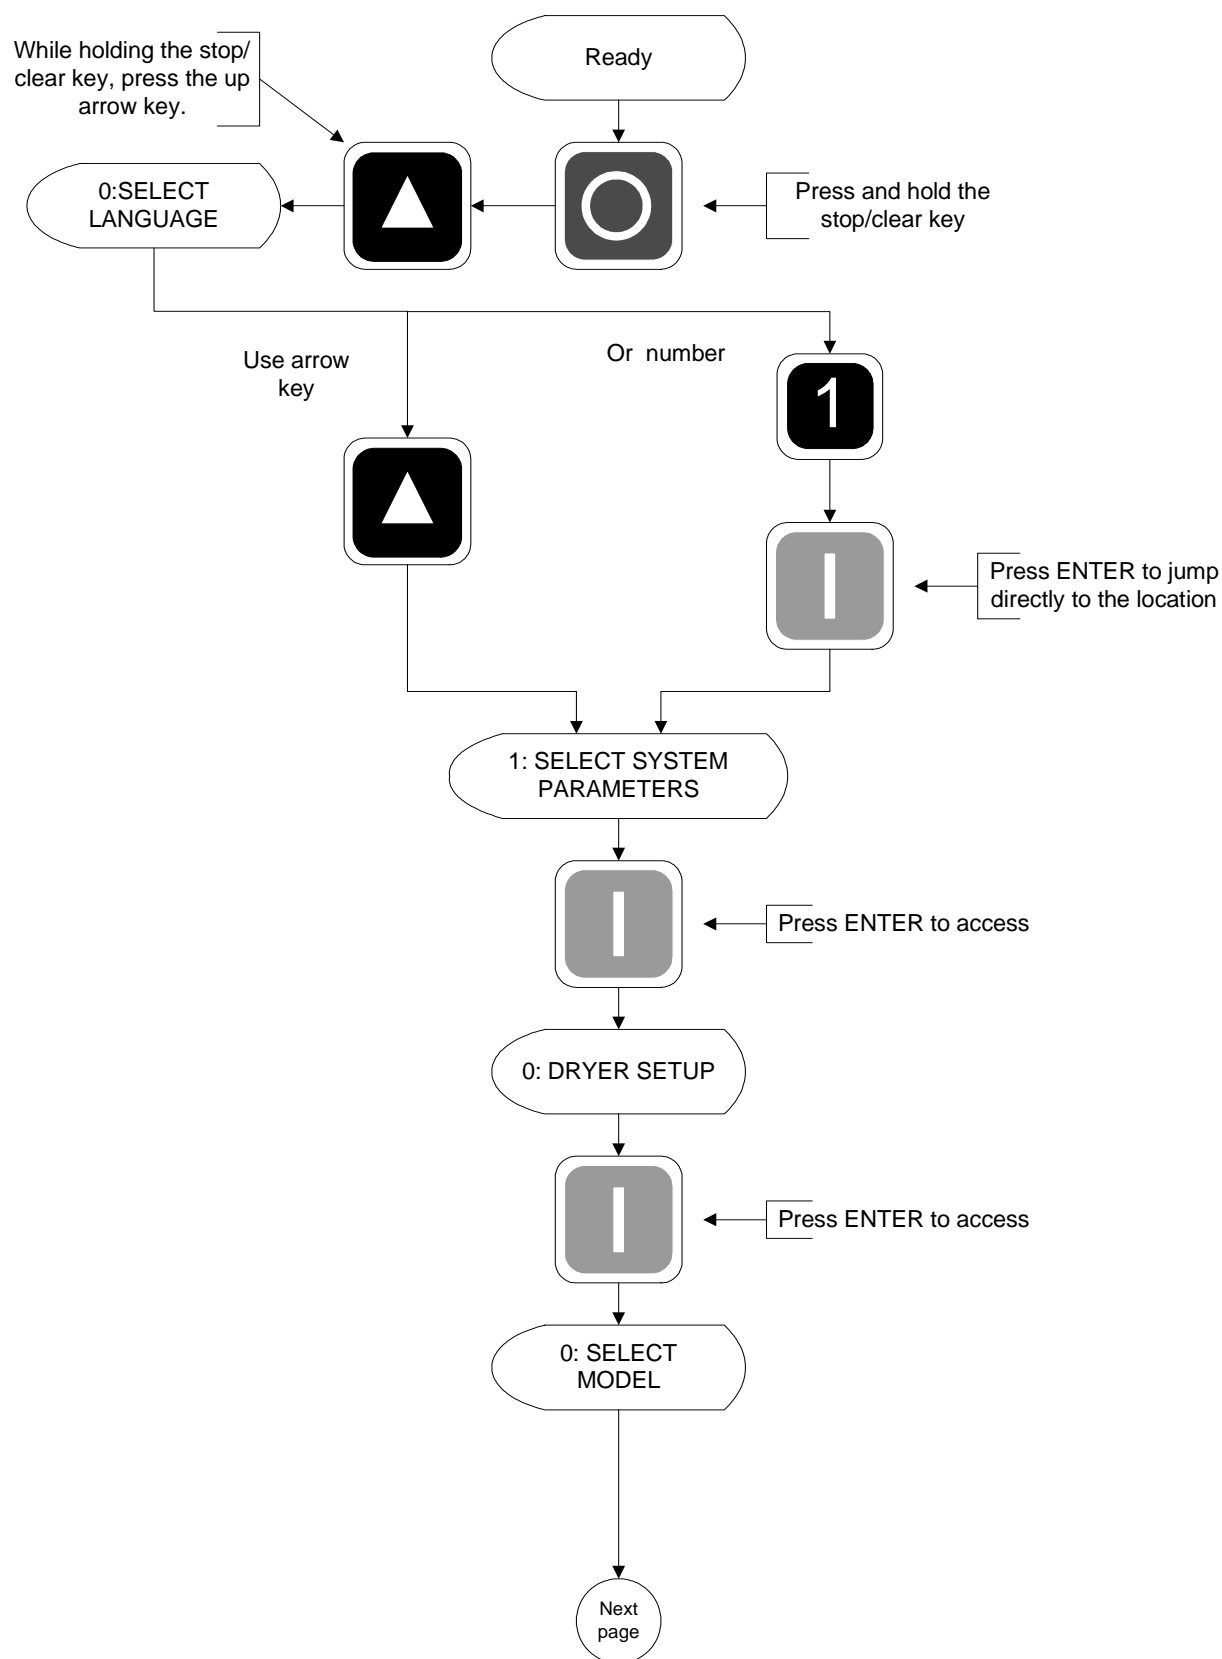 While holding the stop/
clear key, press the up
arrow key.
Ready
0:SELECT
LANGUAGE
Press and hold the
stop/clear key
Use arrow
key
Or number
1
Press ENTER to jump
directly to the location
1: SELECT SYSTEM
PARAMETERS
Press ENTER to access
0: DRYER SETUP
Press ENTER to access
0: SELECT
MODEL
Next
page